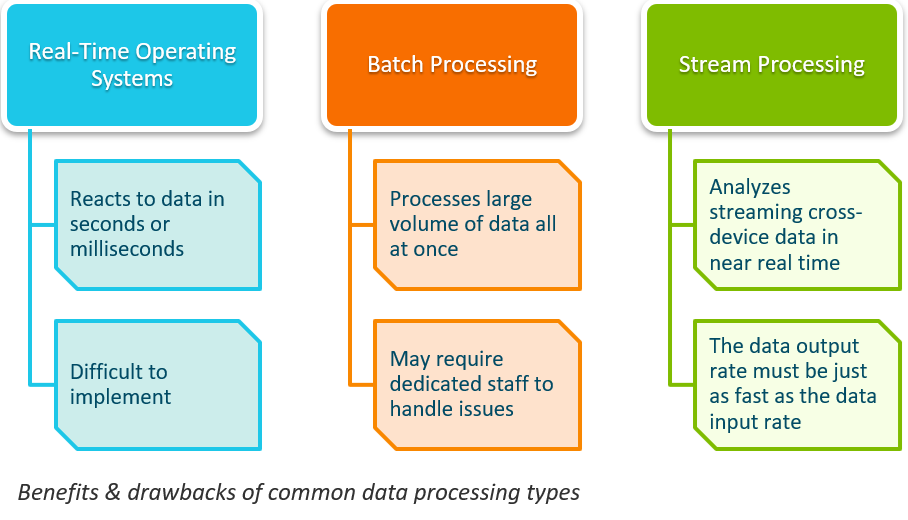 Real-Time Operating
Systems
Batch Processing
Stream Processing
Reacts to data in
seconds or
milliseconds
Processes large
volume of data all
at once
Analyzes
streaming cross-
device data in
near real time
Difficult to
implement
May require
dedicated staff to
handle issues
The data output
rate must be just
as fast as the data
input rate
Benefits & drawbacks of common data processing types